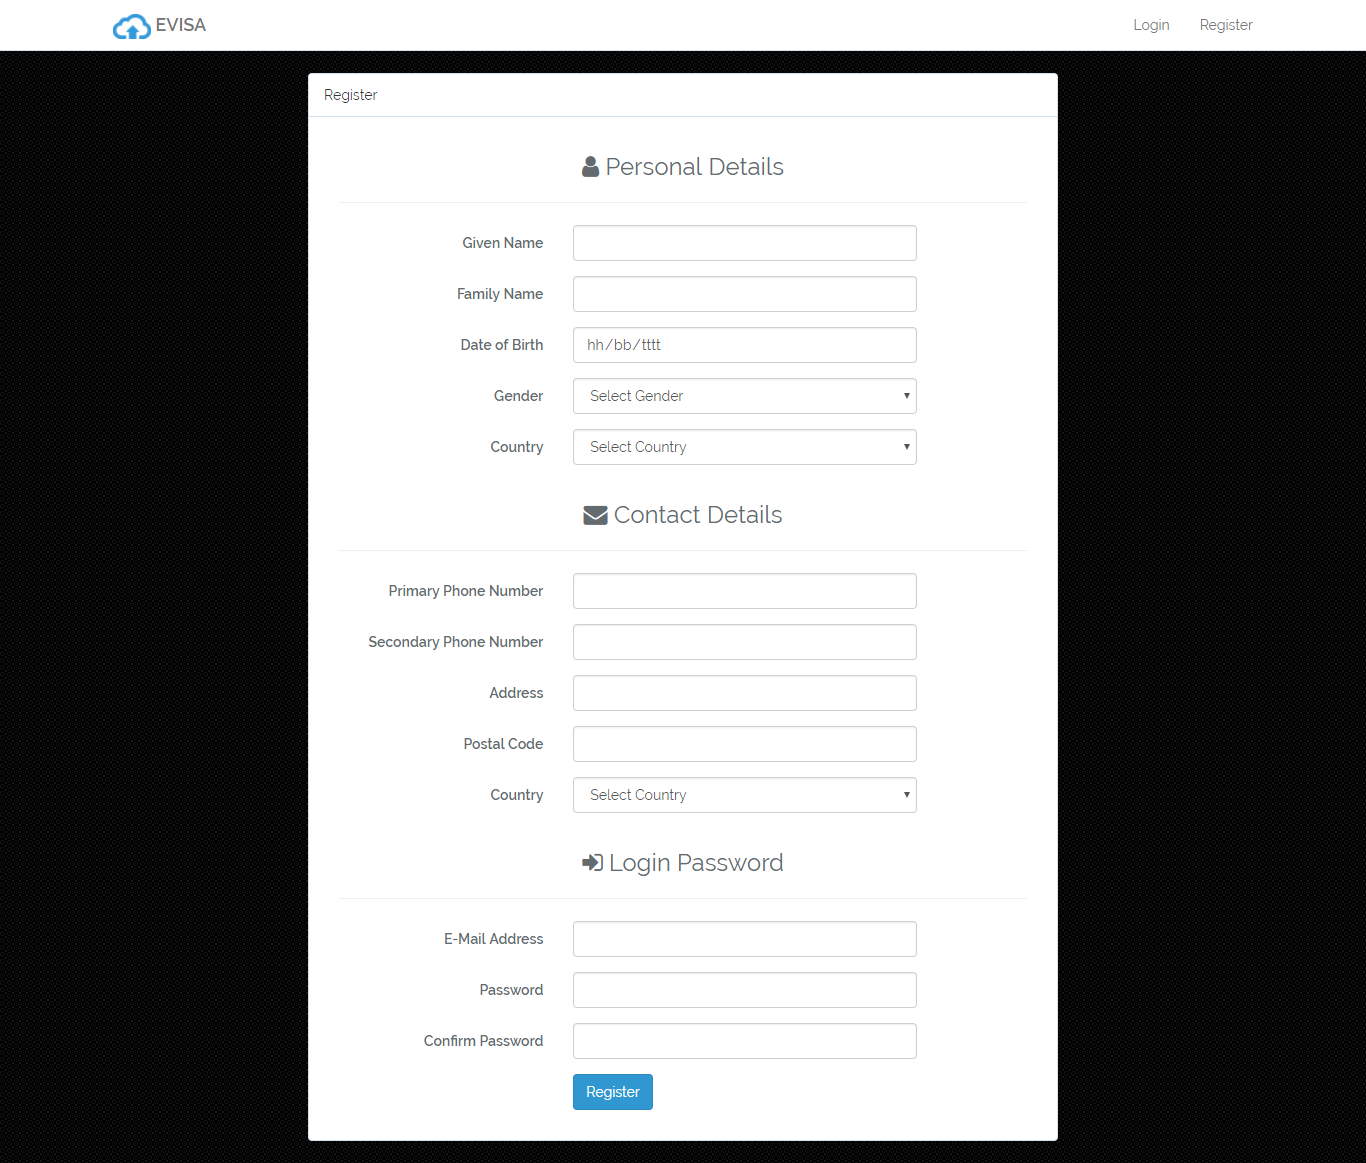 EVISA
Login
Register
Register
Personal Details
Given Name
Family Name
Date of Birth hh/bb/tttt
Gender Select Gender
Country Select Country
Contact Details
Primary Phone Number
Secondary Phone Number
Address
Postal Code
Country Select Country
Login Password
E-Mail Address
Password
Confirm Password
Register